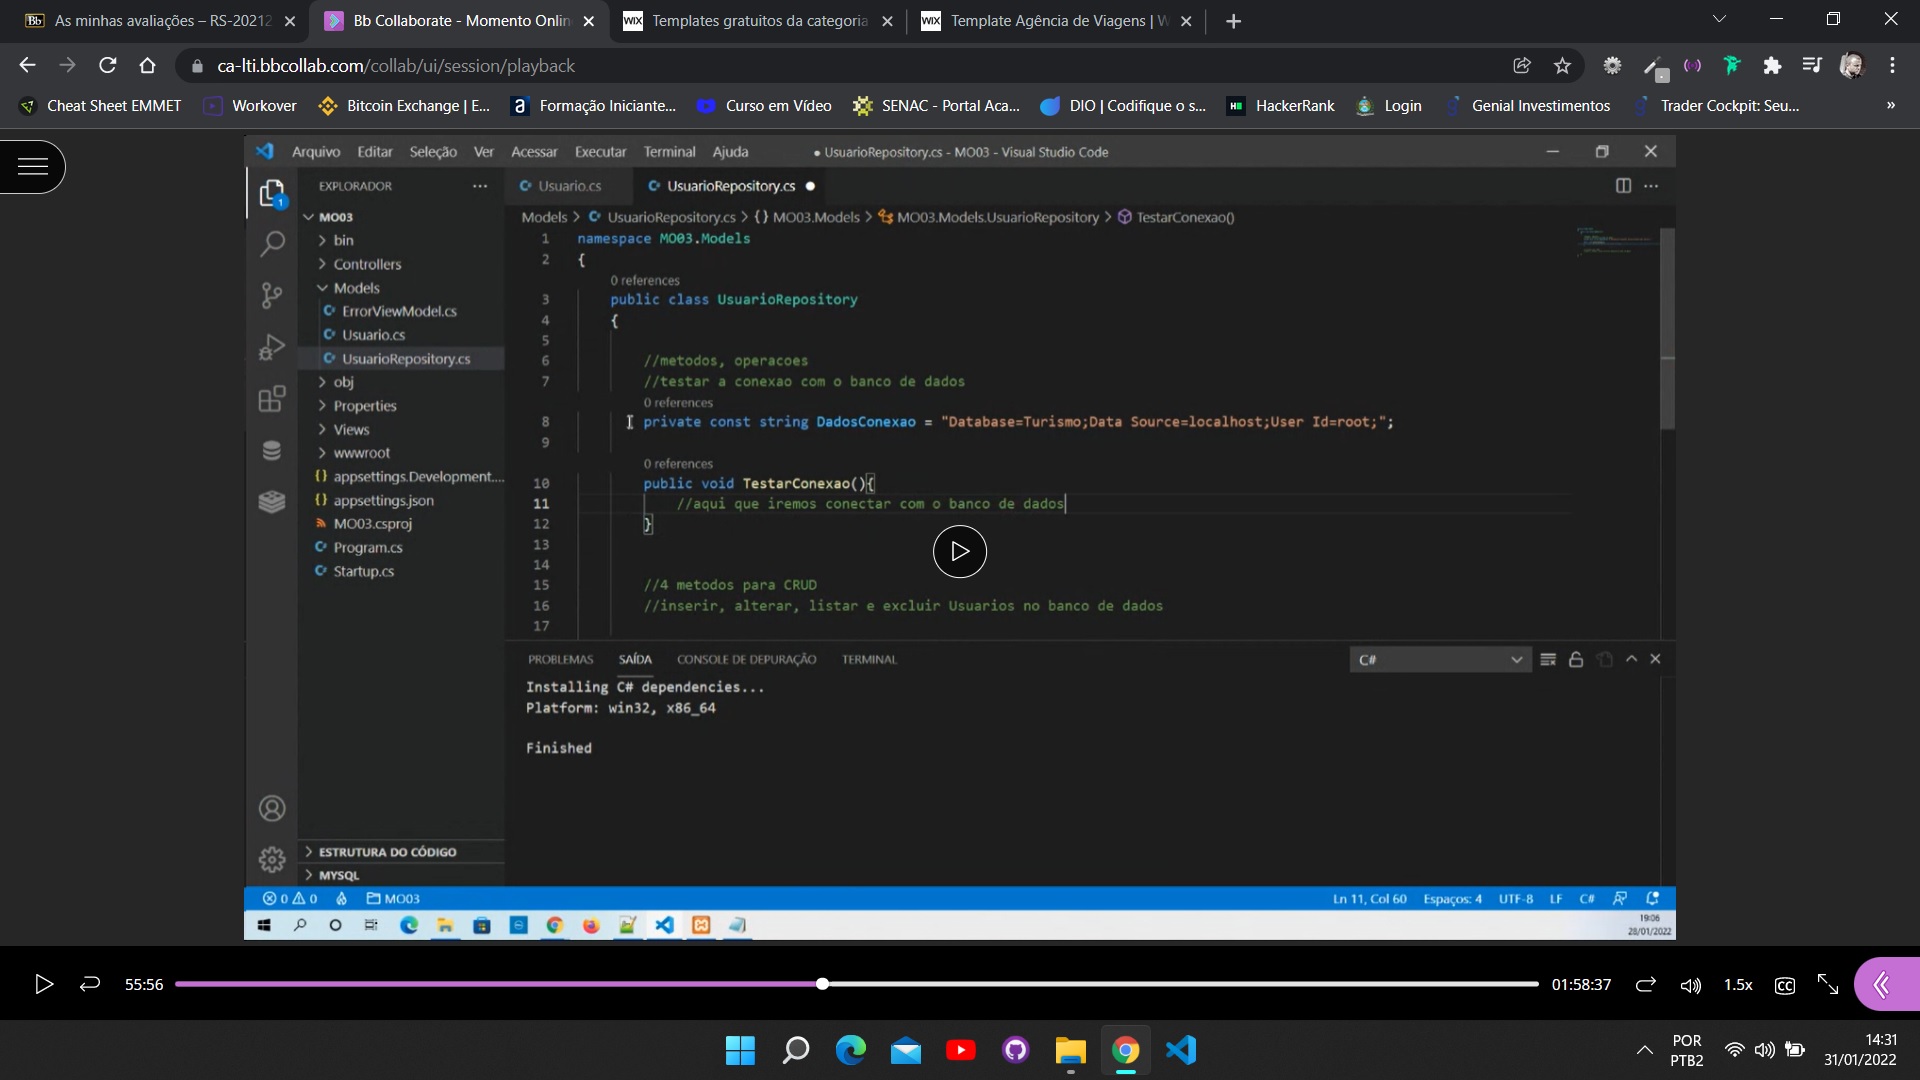 As minhas avaliações – RS-20212
Bb Collaborate - Momento Onlin
Templates gratuitos da categoria
Template Agência de Viagens | W
ca-lti.bbcollab.com/collab/ui/session/playback
Cheat Sheet EMMET
Workover
Bitcoin Exchange | E...
Formação Iniciante...
Curso em Vídeo
SENAC - Portal Aca...
DIO | Codifique o s...
HackerRank
Login
Genial Investimentos
Trader Cockpit: Seu...
»
Arquivo Editar Seleção Ver Acessar Executar Terminal Ajuda
● UsuarioRepository.cs - MO03 - Visual Studio Code
EXPLORADOR ...
Usuario.cs
UsuarioRepository.cs ●
Models > UsuarioRepository.cs > {} MO03.Models > MO03.Models.UsuarioRepository > TestarConexao()
MO03
bin
Controllers
Models
ErrorViewModel.cs
Usuario.cs
UsuarioRepository.cs
obj
Properties
Views
wwwroot
{} appsettings.Development....
{} appsettings.json
MO03.csproj
Program.cs
Startup.cs
ESTRUTURA DO CÓDIGO
MYSQL
1 namespace MO03.Models
2 {
0 references
3 public class UsuarioRepository
4 {
5
6 //metodos, operacoes
7 //testar a conexao com o banco de dados
0 references
8 private const string DadosConexao = "Database=Turismo;Data Source=localhost;User Id=root;";
9
0 references
10 public void TestarConexao(){
11 //aqui que iremos conectar com o banco de dados
12 }
13
14
15 //4 metodos para CRUD
16 //inserir, alterar, listar e excluir Usuarios no banco de dados
17
PROBLEMAS SAÍDA CONSOLE DE DEPURAÇÃO TERMINAL
C#
Installing C# dependencies...
Platform: win32, x86_64
Finished
0 0 MO03
Ln 11, Col 60 Espaços: 4 UTF-8 LF C#
19:06
28/01/2022
55:56
01:58:37
1.5x
CC
POR
PTB2
14:31
31/01/2022